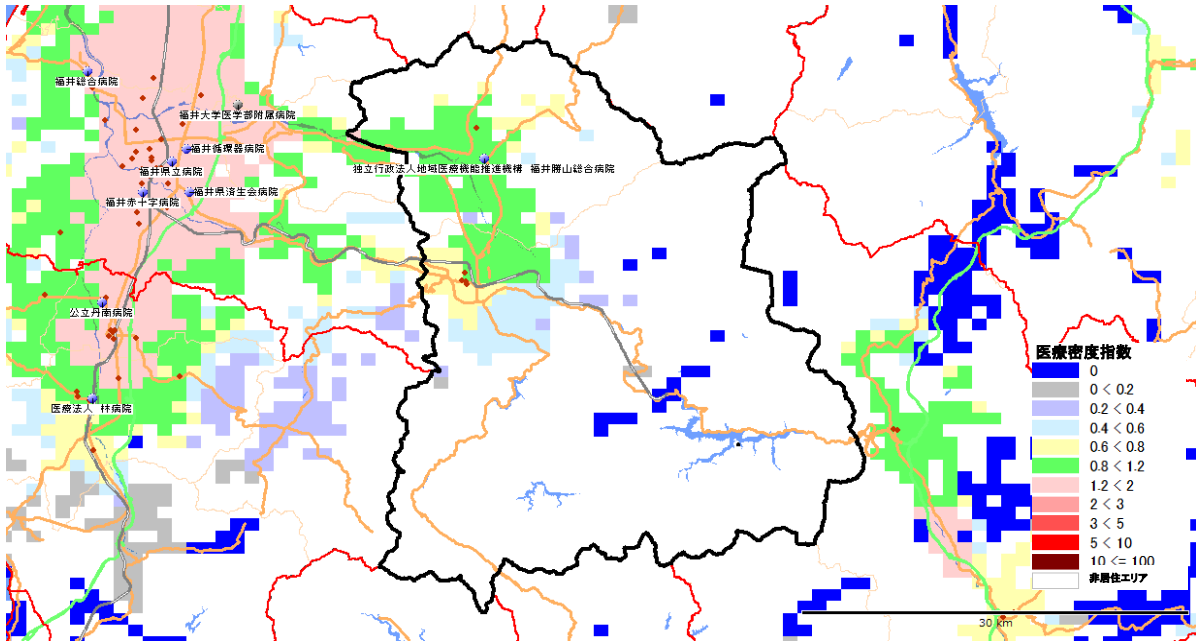 福井総合病院
福井大学医学部附属病院
福井循環器病院
福井県立病院
独立行政法人地域医療機能推進機構 福井勝山総合病院
福井県済生会病院
福井赤十字病院
公立丹南病院
医療法人 林病院
医療密度指数
0
0 < 0.2
0.2 < 0.4
0.4 < 0.6
0.6 < 0.8
0.8 < 1.2
1.2 < 2
2 < 3
3 < 5
5 < 10
10 <= 100
非居住エリア
30 km